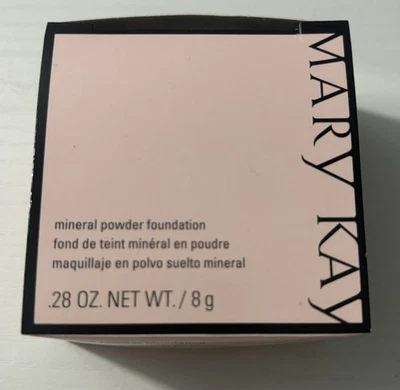 MARY KAY
mineral powder foundation
fond de teint minéral en poudre
maquillaje en polvo suelto mineral
.28 OZ. NET WT. / 8 g